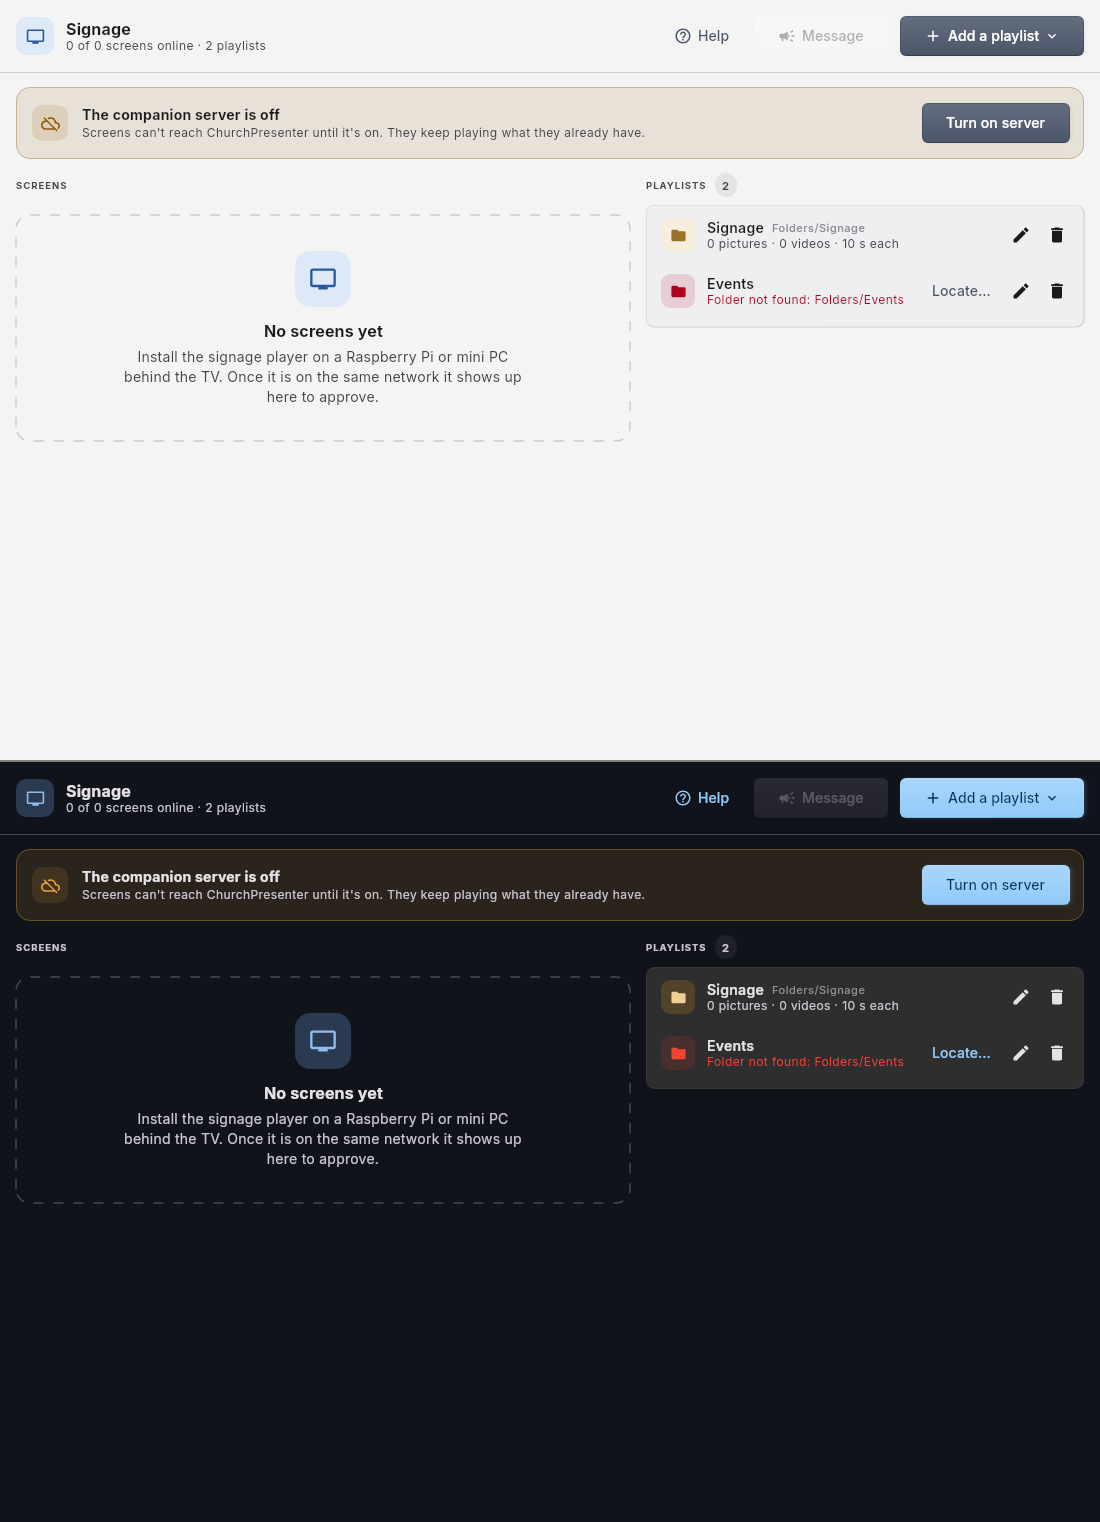 Signage
0 of 0 screens online · 2 playlists
Help
Message
Add a playlist
The companion server is off
Screens can't reach ChurchPresenter until it's on. They keep playing what they already have.
Turn on server
SCREENS
No screens yet
Install the signage player on a Raspberry Pi or mini PC
behind the TV. Once it is on the same network it shows up
here to approve.
PLAYLISTS 2
Signage Folders/Signage
0 pictures · 0 videos · 10 s each
Events
Folder not found: Folders/Events
Locate...
Signage
0 of 0 screens online · 2 playlists
Help
Message
Add a playlist
The companion server is off
Screens can't reach ChurchPresenter until it's on. They keep playing what they already have.
Turn on server
SCREENS
No screens yet
Install the signage player on a Raspberry Pi or mini PC
behind the TV. Once it is on the same network it shows up
here to approve.
PLAYLISTS 2
Signage Folders/Signage
0 pictures · 0 videos · 10 s each
Events
Folder not found: Folders/Events
Locate...